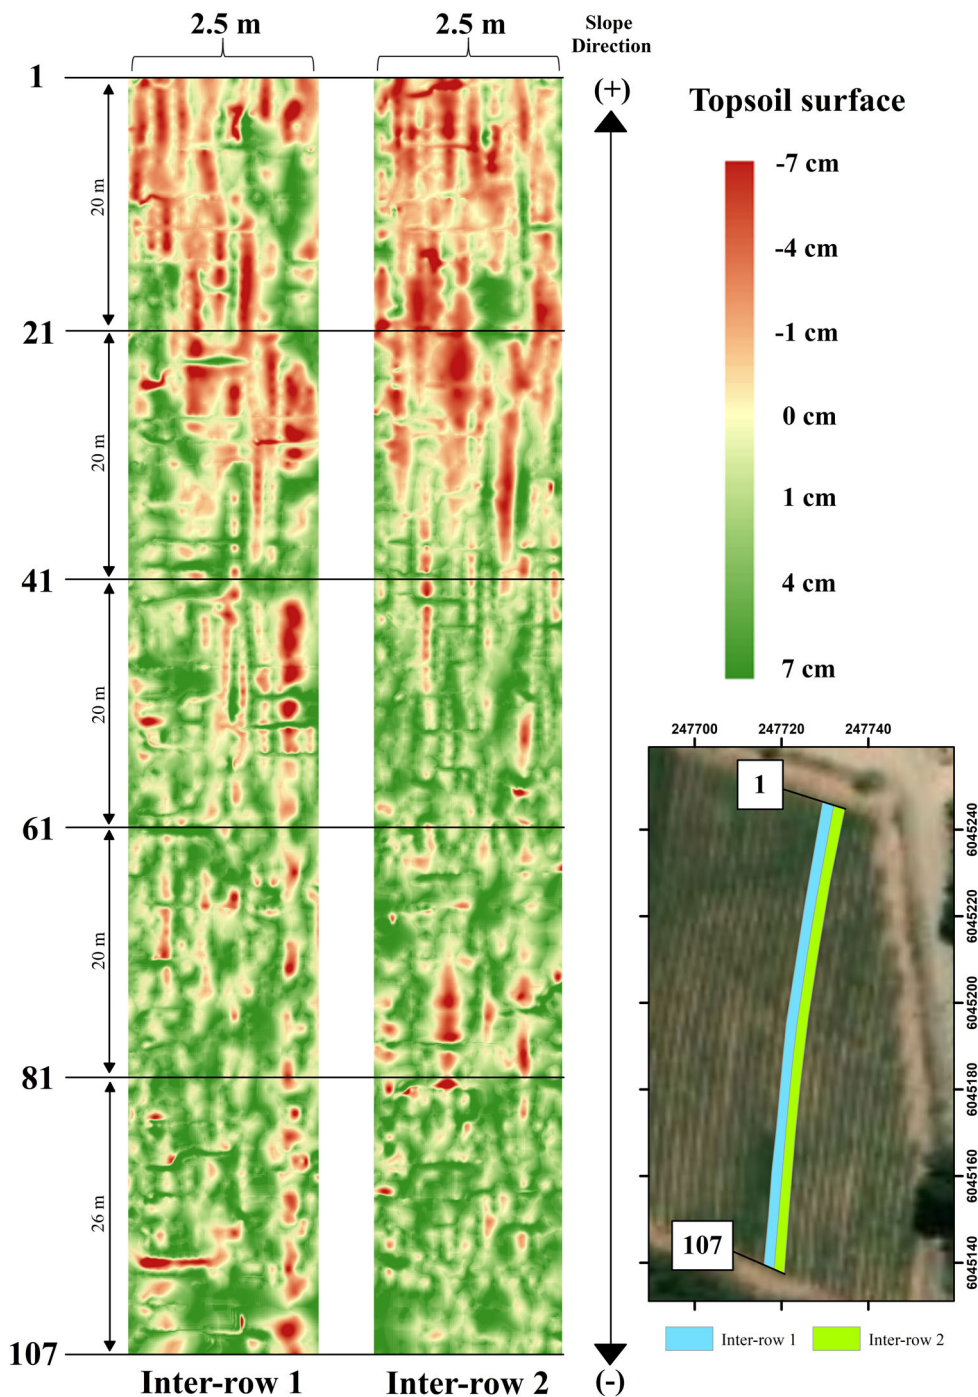 2.5 m
2.5 m
Slope
Direction
1
(+)
Topsoil surface
-7 cm
-4 cm
-1 cm
0 cm
1 cm
4 cm
7 cm
20 m
21
20 m
41
20 m
61
20 m
81
26 m
107
Inter-row 1
Inter-row 2
(-)
247700
247720
247740
1
6045240
6045220
6045200
6045180
6045160
6045140
107
Inter-row 1
Inter-row 2